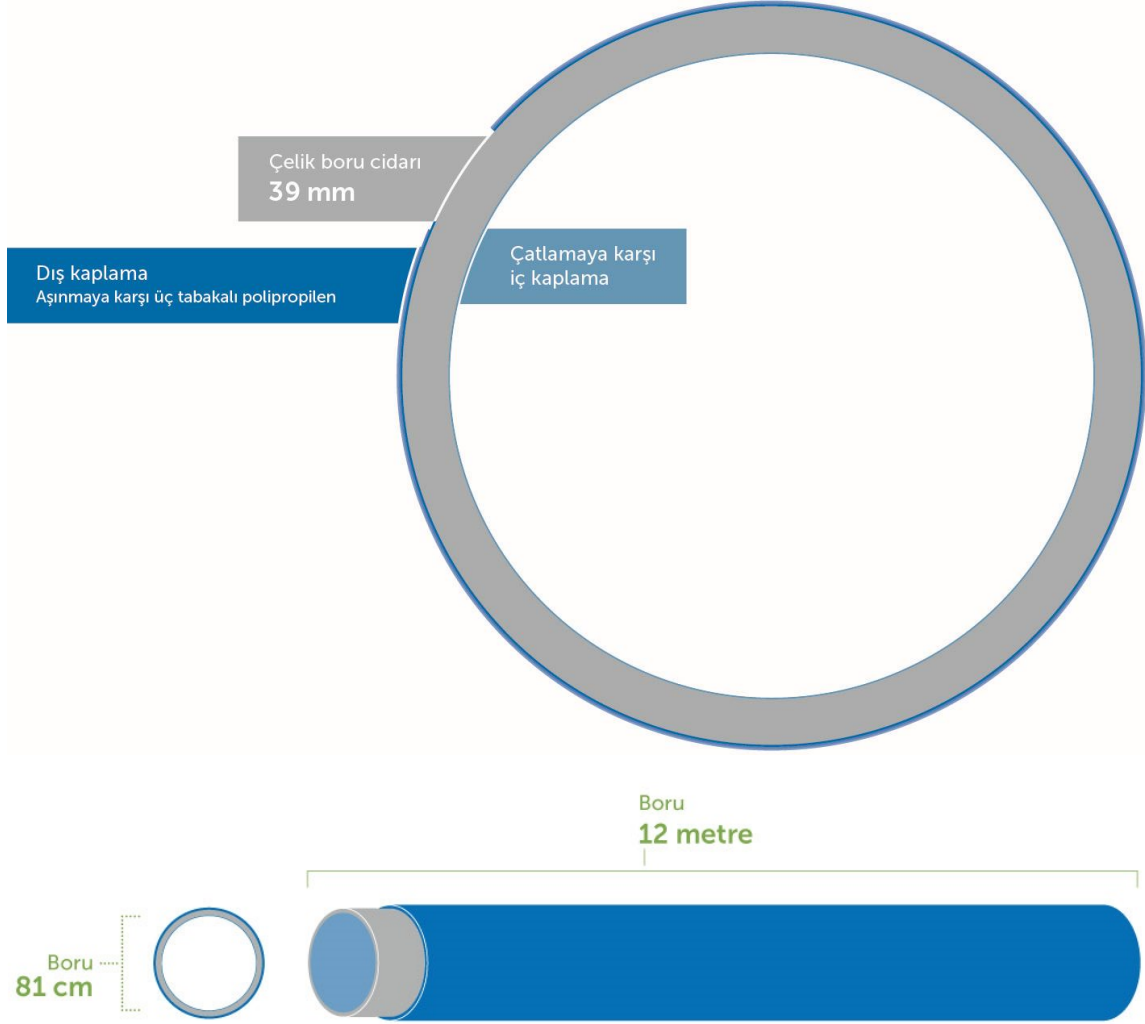 Çelik boru cidarı
39 mm
Çatlamaya karşı
iç kaplama
Dış kaplama
Aşınmaya karşı üç tabakalı polipropilen
Boru
12 metre
Boru
81 cm